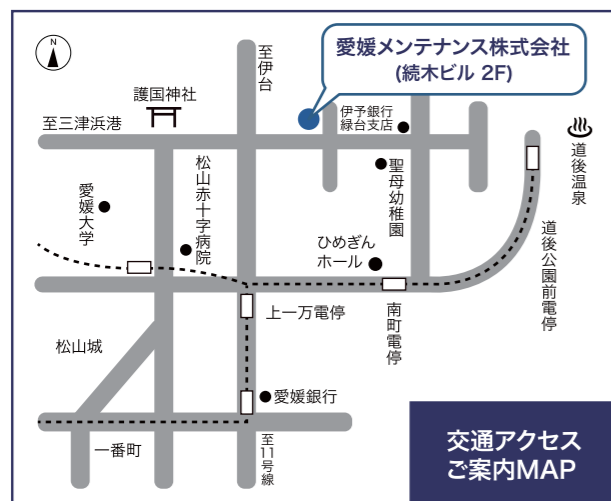 N
至伊台
愛媛メンテナンス株式会社
(続木ビル 2F)
護国神社
至三津浜港
伊予銀行
緑台支店
道後温泉
愛媛大学
松山赤十字病院
聖母幼稚園
ひめぎん
ホール
道後公園前電停
上一万電停
南町電停
松山城
愛媛銀行
一番町
至11号線
交通アクセス
ご案内MAP